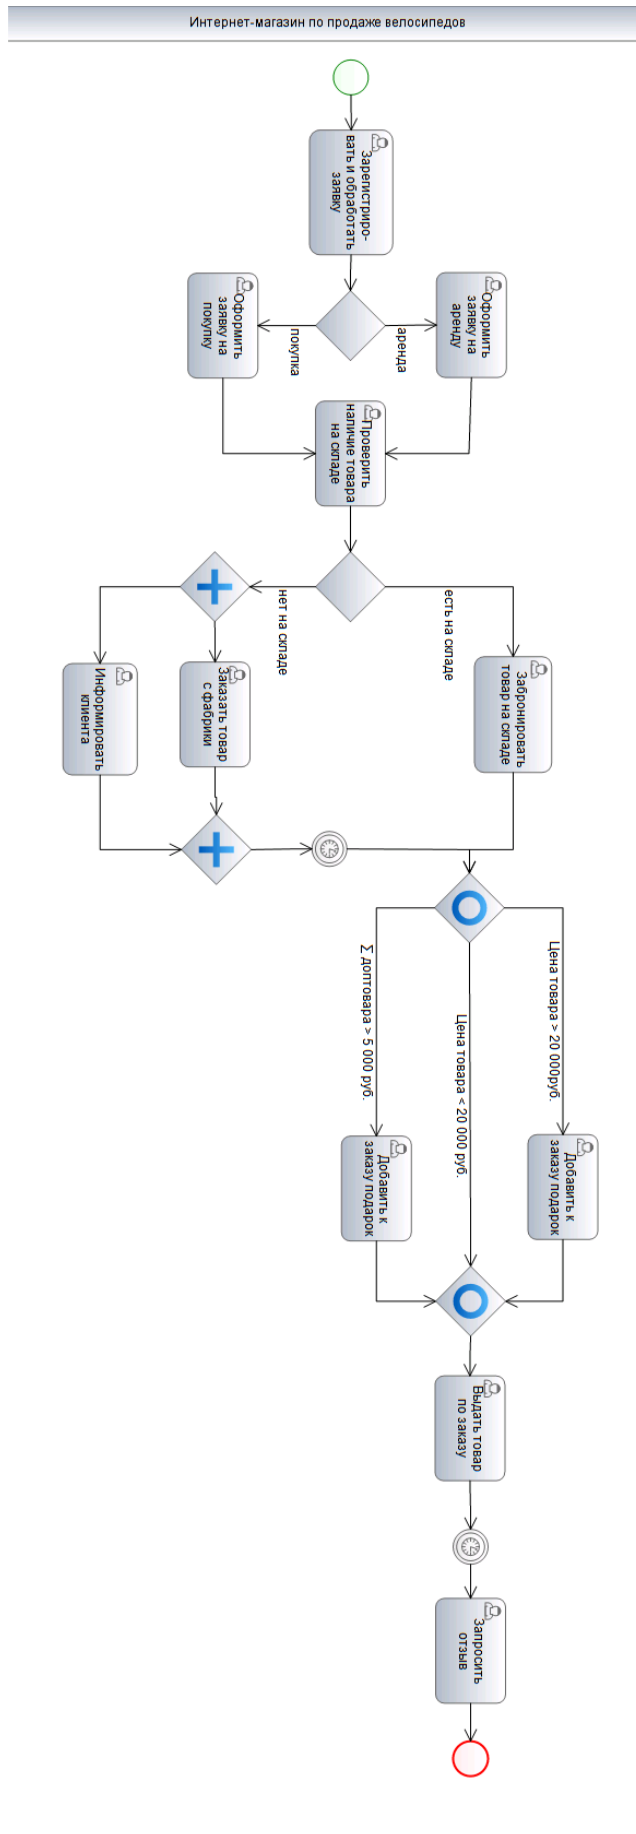 Интернет-магазин по продаже велосипедов
Зарегистриро-
вать и обработать
заявку
Оформить
заявку на
покупку
покупка
аренда
Оформить
заявку на
аренду
Проверить
наличие товара
на складе
нет на складе
есть на складе
Информировать
клиента
Заказать товар
с фабрики
Забронировать
товар на складе
Σ доптовара > 5 000 руб.
Цена товара < 20 000 руб.
Цена товара > 20 000руб.
Добавить к
заказу подарок
Добавить к
заказу подарок
Выдать товар
по заказу
Запросить
отзыв